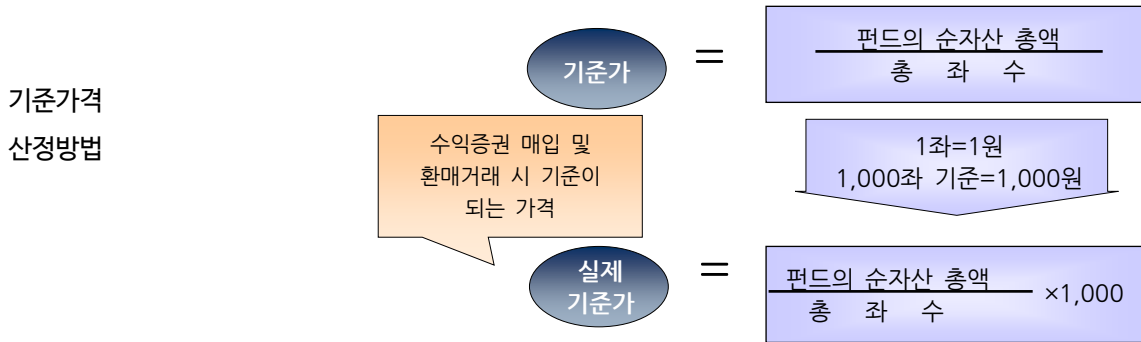 기준가격
산정방법
기준가
=
펀드의 순자산 총액
총 좌 수
수익증권 매입 및
환매거래 시 기준이
되는 가격
1좌=1원
1,000좌 기준=1,000원
실제
기준가
=
펀드의 순자산 총액
총 좌 수
×1,000